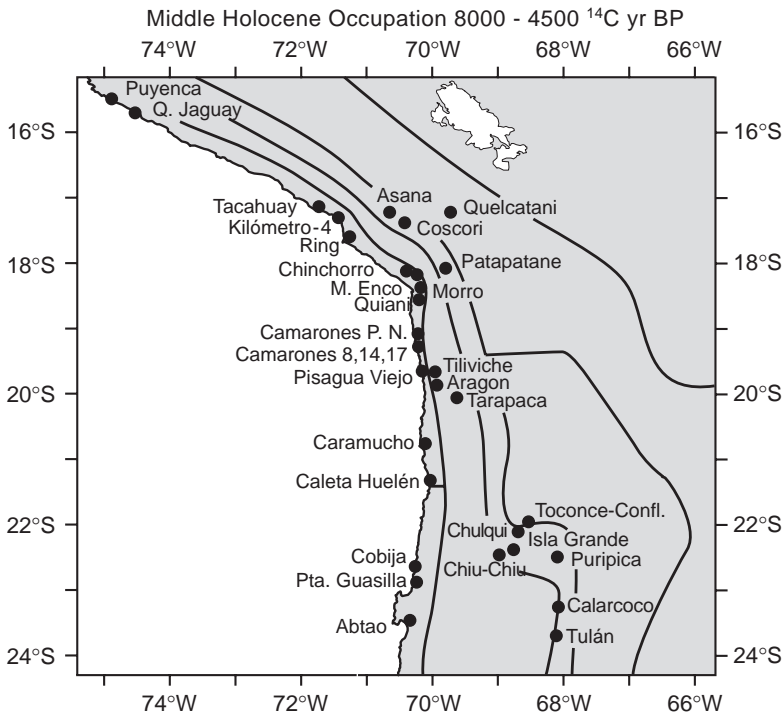 Middle Holocene Occupation 8000 - 4500 ¹⁴C yr BP
74°W 72°W 70°W 68°W 66°W
Puyenca
Q. Jaguay
16°S 16°S
Asana
Quelcatani
Tacahuay
Coscori
Kilómetro-4
Ring
Patapatane
18°S 18°S
Chinchorro
M. Enco Morro
Quiani
Camarones P. N.
Camarones 8,14,17
Tiliviche
Pisagua Viejo Aragon
20°S 20°S
Tarapaca
Caramucho
Caleta Huelén
Toconce-Confl.
22°S 22°S
Chulqui Isla Grande
Cobija Chiu-Chiu Puripica
Pta. Guasilla
Calarcoco
Abtao
Tulán
24°S 24°S
74°W 72°W 70°W 68°W 66°W